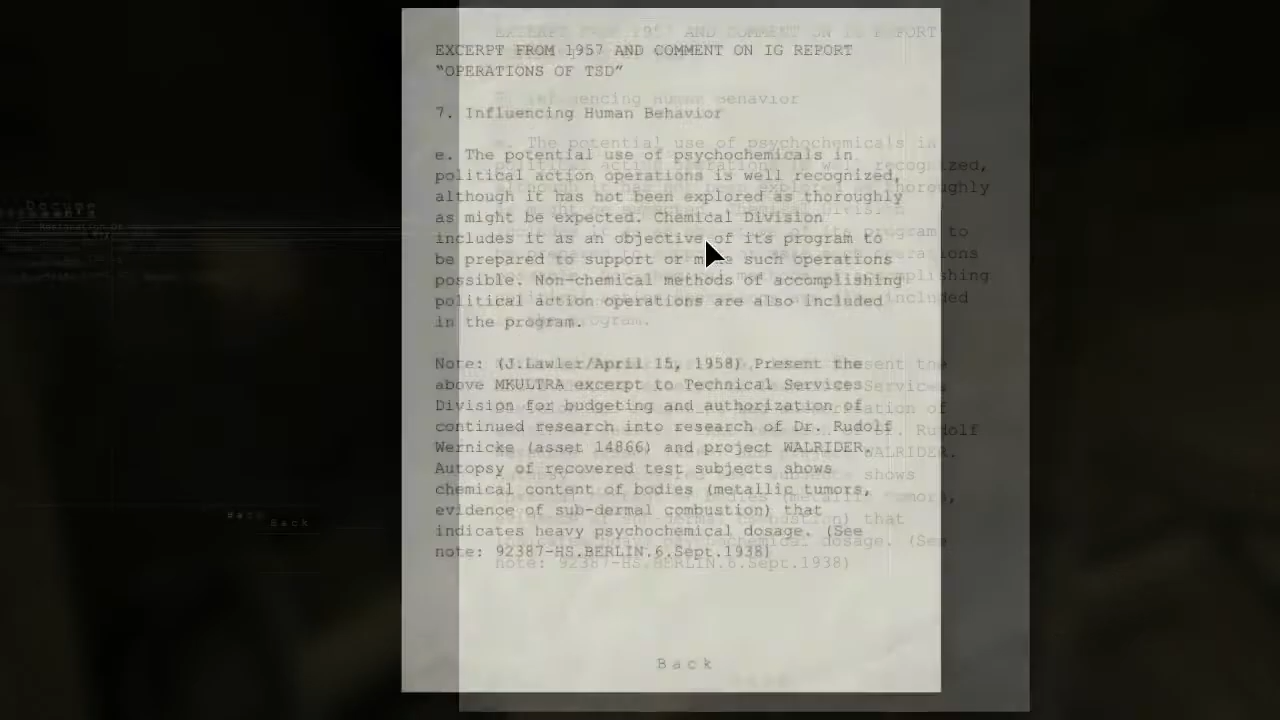 EXCERPT FROM 1957 AND COMMENT ON IG REPORT
"OPERATIONS OF TSD"
7. Influencing Human Behavior
e. The potential use of psychochemicals in
political action operations is well recognized,
although it has not been explored as thoroughly
as might be expected. Chemical Division
includes it as an objective of its program to
be prepared to support or make such operations
possible. Non-chemical methods of accomplishing
political action operations are also included
in the program.
Note: (J.Lawler/April 15, 1958) Present the
above MKULTRA excerpt to Technical Services
Division for budgeting and authorization of
continued research into research of Dr. Rudolf
Wernicke (asset 14866) and project WALRIDER.
Autopsy of recovered test subjects shows
chemical content of bodies (metallic tumors,
evidence of sub-dermal combustion) that
indicates heavy psychochemical dosage. (See
note: 92387-HS.BERLIN.6.Sept.1938)
Back
Back